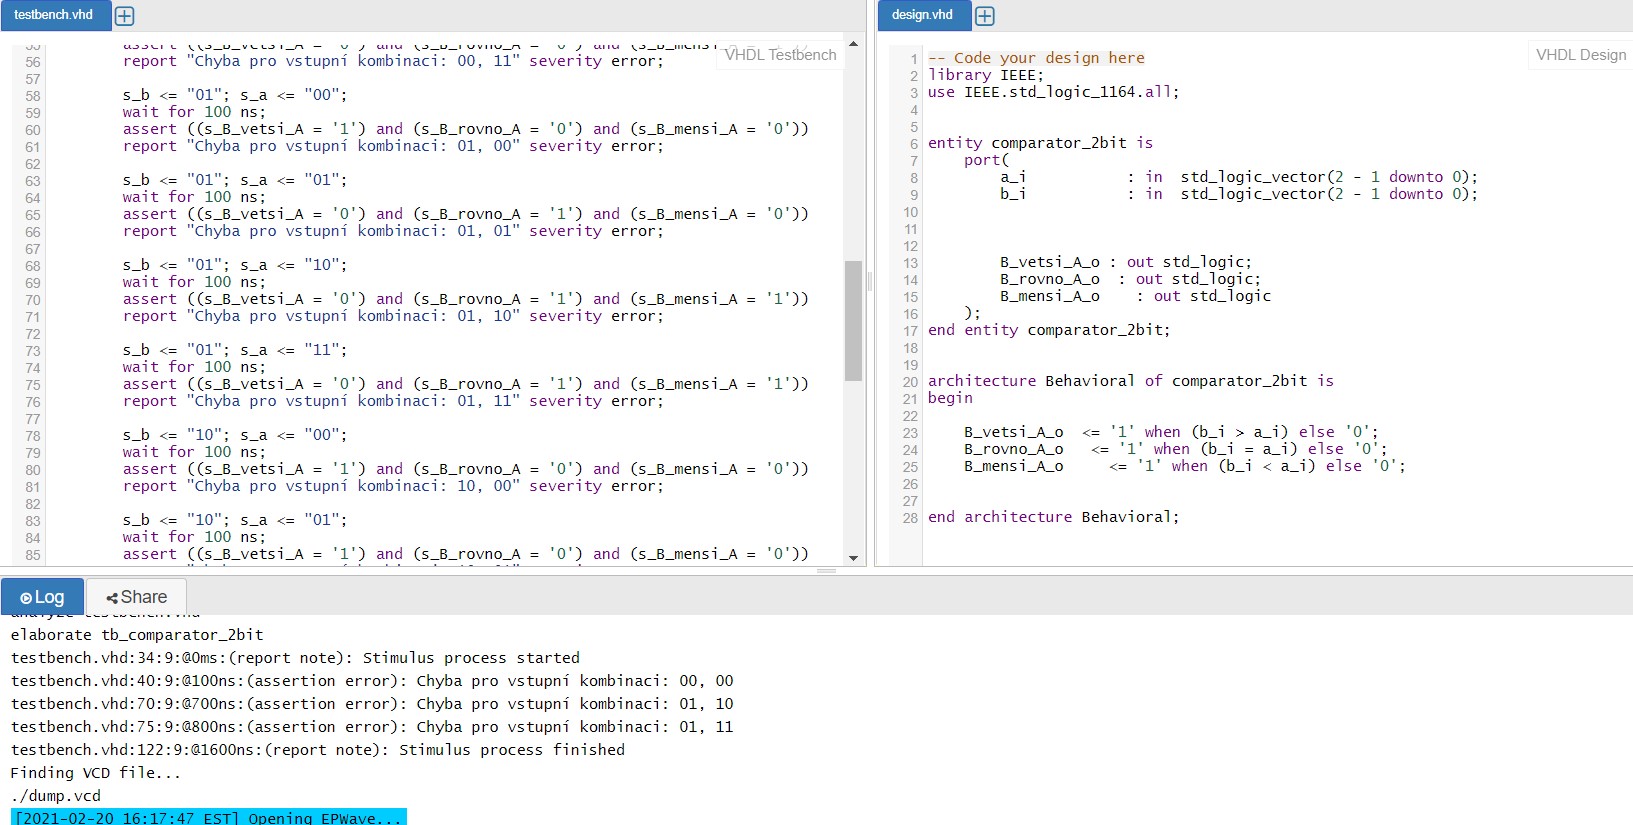 testbench.vhd
VHDL Testbench
56 report "Chyba pro vstupní kombinaci: 00, 11" severity error;
57
58 s_b <= "01"; s_a <= "00";
59 wait for 100 ns;
60 assert ((s_B_vetsi_A = '1') and (s_B_rovno_A = '0') and (s_B_mensi_A = '0'))
61 report "Chyba pro vstupní kombinaci: 01, 00" severity error;
62
63 s_b <= "01"; s_a <= "01";
64 wait for 100 ns;
65 assert ((s_B_vetsi_A = '0') and (s_B_rovno_A = '1') and (s_B_mensi_A = '0'))
66 report "Chyba pro vstupní kombinaci: 01, 01" severity error;
67
68 s_b <= "01"; s_a <= "10";
69 wait for 100 ns;
70 assert ((s_B_vetsi_A = '0') and (s_B_rovno_A = '1') and (s_B_mensi_A = '1'))
71 report "Chyba pro vstupní kombinaci: 01, 10" severity error;
72
73 s_b <= "01"; s_a <= "11";
74 wait for 100 ns;
75 assert ((s_B_vetsi_A = '0') and (s_B_rovno_A = '1') and (s_B_mensi_A = '1'))
76 report "Chyba pro vstupní kombinaci: 01, 11" severity error;
77
78 s_b <= "10"; s_a <= "00";
79 wait for 100 ns;
80 assert ((s_B_vetsi_A = '1') and (s_B_rovno_A = '0') and (s_B_mensi_A = '0'))
81 report "Chyba pro vstupní kombinaci: 10, 00" severity error;
82
83 s_b <= "10"; s_a <= "01";
84 wait for 100 ns;
85 assert ((s_B_vetsi_A = '1') and (s_B_rovno_A = '0') and (s_B_mensi_A = '0'))
design.vhd
VHDL Design
1 -- Code your design here
2 library IEEE;
3 use IEEE.std_logic_1164.all;
4
5
6 entity comparator_2bit is
7 port(
8 a_i : in std_logic_vector(2 - 1 downto 0);
9 b_i : in std_logic_vector(2 - 1 downto 0);
10
11
12
13 B_vetsi_A_o : out std_logic;
14 B_rovno_A_o : out std_logic;
15 B_mensi_A_o : out std_logic
16 );
17 end entity comparator_2bit;
18
19
20 architecture Behavioral of comparator_2bit is
21 begin
22
23 B_vetsi_A_o <= '1' when (b_i > a_i) else '0';
24 B_rovno_A_o <= '1' when (b_i = a_i) else '0';
25 B_mensi_A_o <= '1' when (b_i < a_i) else '0';
26
27
28 end architecture Behavioral;
Log
Share
elaborate tb_comparator_2bit
testbench.vhd:34:9:@0ms:(report note): Stimulus process started
testbench.vhd:40:9:@100ns:(assertion error): Chyba pro vstupní kombinaci: 00, 00
testbench.vhd:70:9:@700ns:(assertion error): Chyba pro vstupní kombinaci: 01, 10
testbench.vhd:75:9:@800ns:(assertion error): Chyba pro vstupní kombinaci: 01, 11
testbench.vhd:122:9:@1600ns:(report note): Stimulus process finished
Finding VCD file...
./dump.vcd
[2021-02-20 16:17:47 EST] Opening EPWave...